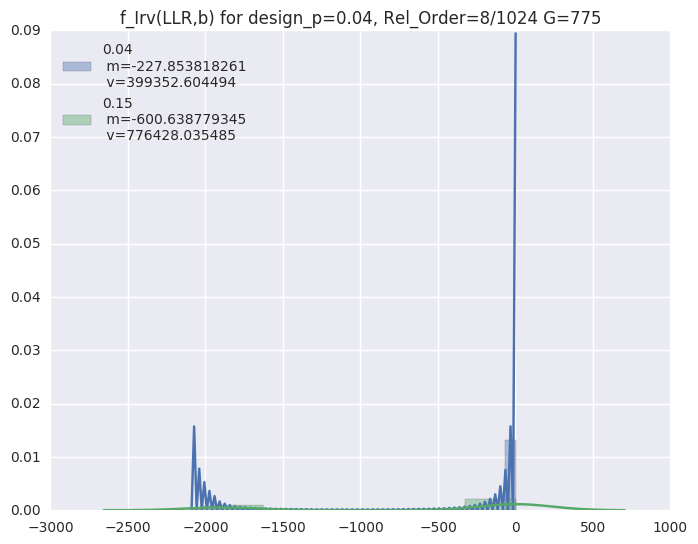 f_lrv(LLR,b) for design_p=0.04, Rel_Order=8/1024 G=775
0.09
0.08
0.07
0.06
0.05
0.04
0.03
0.02
0.01
0.00
0.04
m=-227.853818261
v=399352.604494
0.15
m=-600.638779345
v=776428.035485
−3000 −2500 −2000 −1500 −1000 −500 0 500 1000